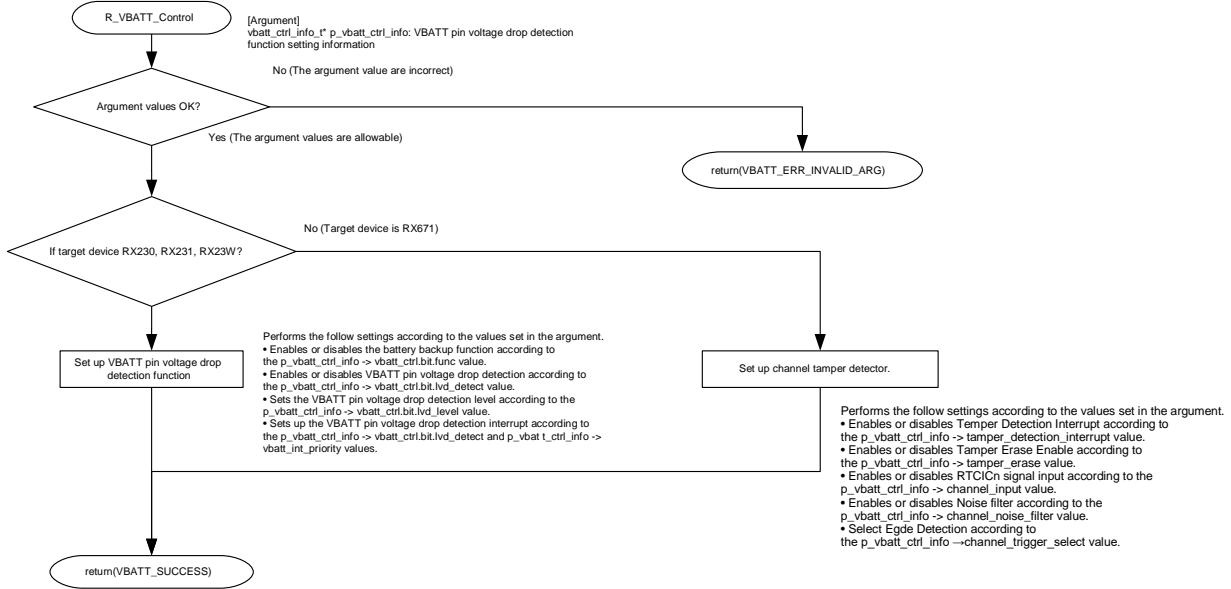 R_VBATT_Control
[Argument]
vbatt_ctrl_info_t* p_vbatt_ctrl_info: VBATT pin voltage drop detection
function setting information
No (The argument value are incorrect)
Argument values OK?
Yes (The argument values are allowable)
return(VBATT_ERR_INVALID_ARG)
No (Target device is RX671)
If target device RX230, RX231, RX23W?
Performs the follow settings according to the values set in the argument.
• Enables or disables the battery backup function according to
the p_vbatt_ctrl_info -> vbatt_ctrl.bit.func value.
• Enables or disables VBATT pin voltage drop detection according to
the p_vbatt_ctrl_info -> vbatt_ctrl.bit.lvd_detect value.
• Sets the VBATT pin voltage drop detection level according to the
p_vbatt_ctrl_info -> vbatt_ctrl.bit.lvd_level value.
• Sets up the VBATT pin voltage drop detection interrupt according to
the p_vbatt_ctrl_info -> vbatt_ctrl.bit.lvd_detect and p_vbat t_ctrl_info ->
vbatt_int_priority values.
Set up VBATT pin voltage drop
detection function
Set up channel tamper detector.
Performs the follow settings according to the values set in the argument.
• Enables or disables Temper Detection Interrupt according to
the p_vbatt_ctrl_info -> tamper_detection_interrupt value.
• Enables or disables Tamper Erase Enable according to
the p_vbatt_ctrl_info -> tamper_erase value.
• Enables or disables RTCICn signal input according to the
p_vbatt_ctrl_info -> channel_input value.
• Enables or disables Noise filter according to the
p_vbatt_ctrl_info -> channel_noise_filter value.
• Select Egde Detection according to
the p_vbatt_ctrl_info →channel_trigger_select value.
return(VBATT_SUCCESS)